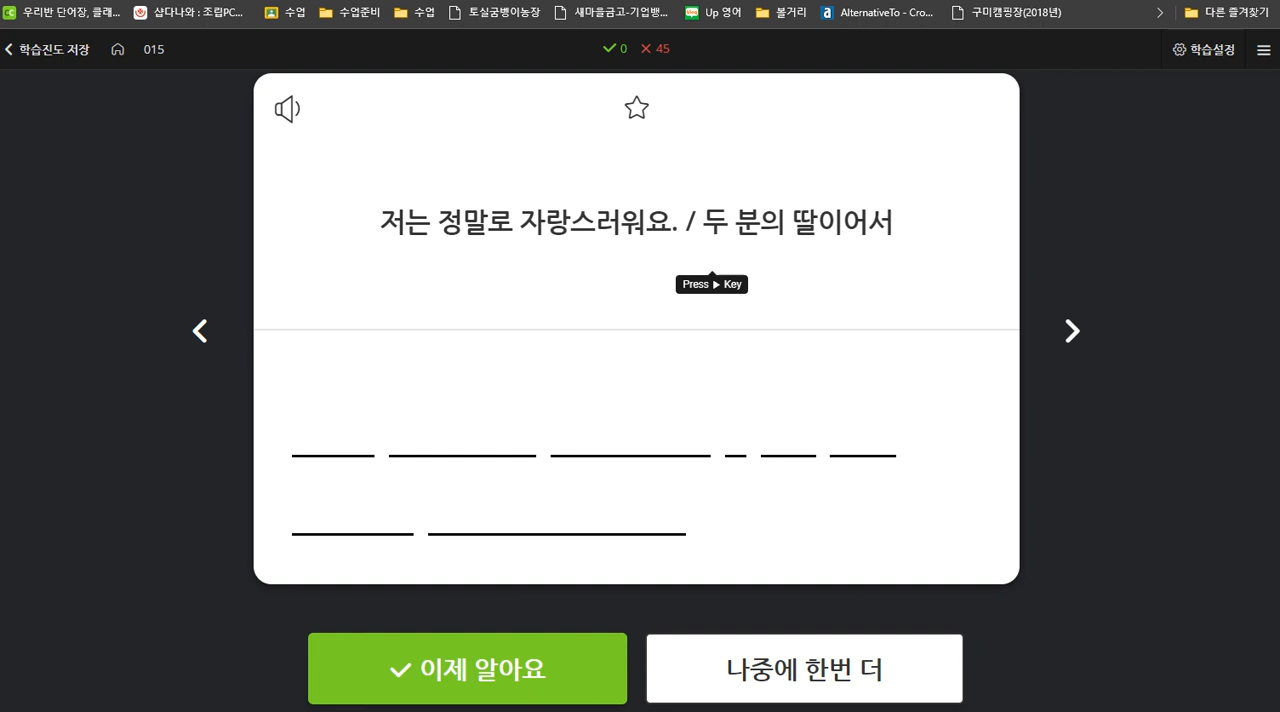 우리반 단어장, 클래... 샵다나와 : 조립PC... 수업 수업준비 수업 토실굼벵이농장 새마을금고-기업뱅... Up 영어 볼거리 AlternativeTo - Cro... 구미캠핑장(2018년) 다른 즐겨찾기
학습진도 저장 015 0 45 학습설정
저는 정말로 자랑스러워요. / 두 분의 딸이어서
Press ▶ Key
이제 알아요 나중에 한번 더